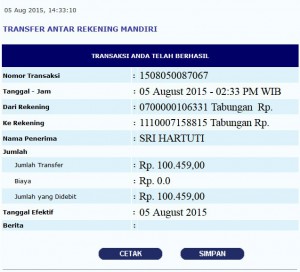 05 Aug 2015, 14:33:10
TRANSFER ANTAR REKENING MANDIRI
TRANSAKSI ANDA TELAH BERHASIL
Nomor Transaksi : 1508050087067
Tanggal - Jam : 05 August 2015 - 02:33 PM WIB
Dari Rekening : 0700000106331 Tabungan Rp.
Ke Rekening : 1110007158815 Tabungan Rp.
Nama Penerima : SRI HARTUTI
Jumlah
Jumlah Transfer : Rp. 100.459,00
Biaya : Rp. 0.0
Jumlah yang Didebit : Rp. 100.459,00
Tanggal Efektif : 05 August 2015
Berita :
CETAK SIMPAN